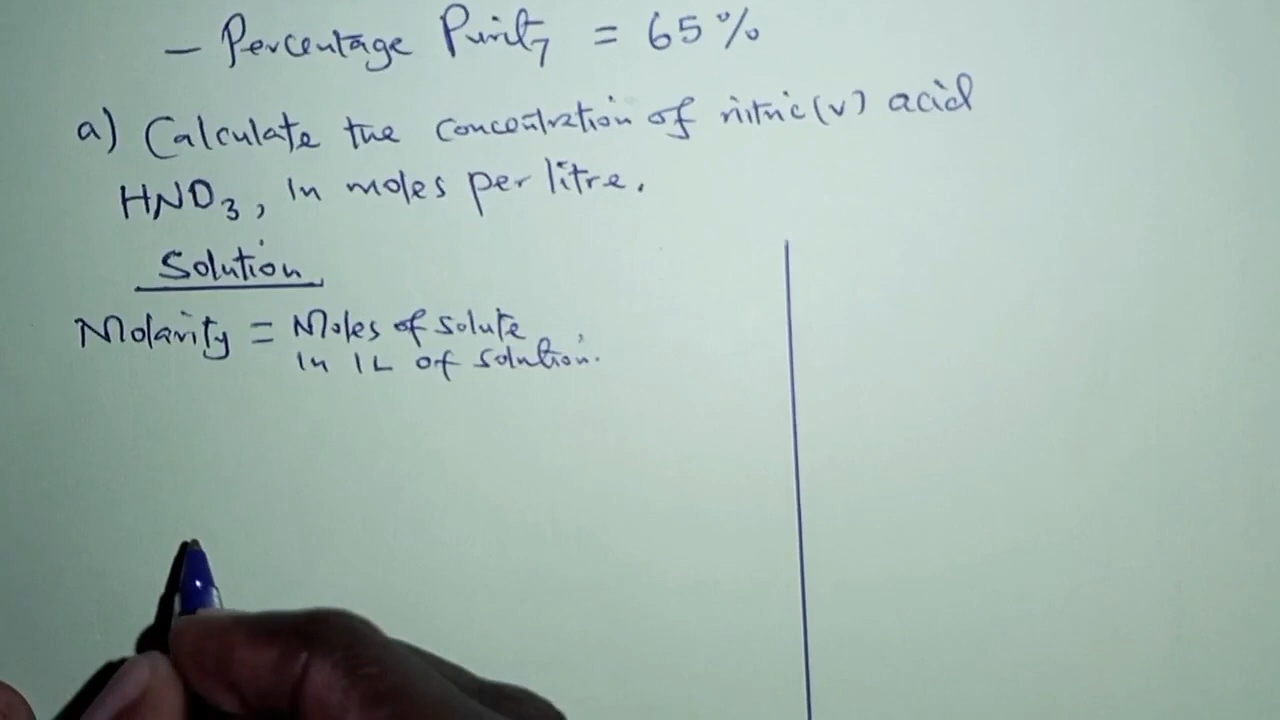 - Percentage Purity = 65%
a) Calculate the concentration of nitric(v) acid
HNO3, in moles per litre.
Solution
Molarity = Moles of solute
in 1L of solution.